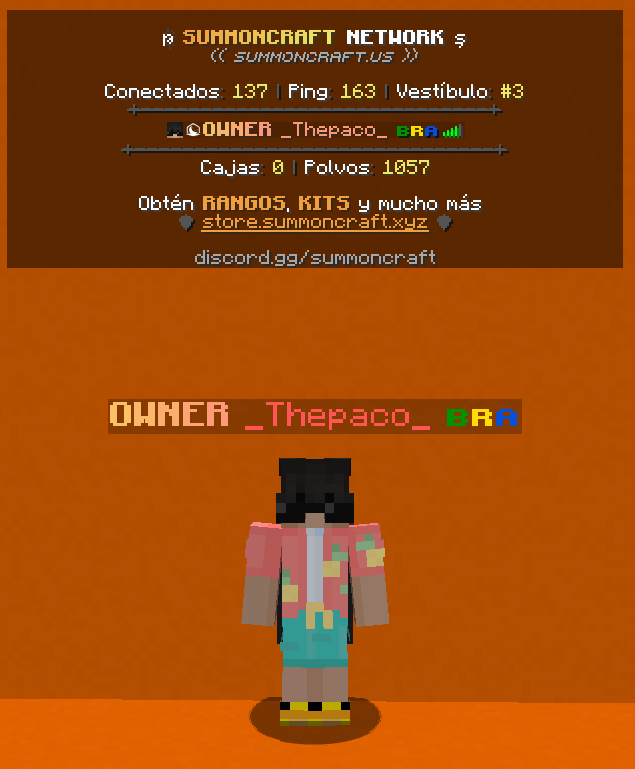 SUMMONCRAFT NETWORK
(( SUMMONCRAFT.US ))
Conectados: 137 | Ping: 163 | Vestíbulo: #3
OWNER _Thepaco_ BRA
Cajas: 0 | Polvos: 1057
Obtén RANGOS, KITS y mucho más
store.summoncraft.xyz
discord.gg/summoncraft
OWNER _Thepaco_ BRA